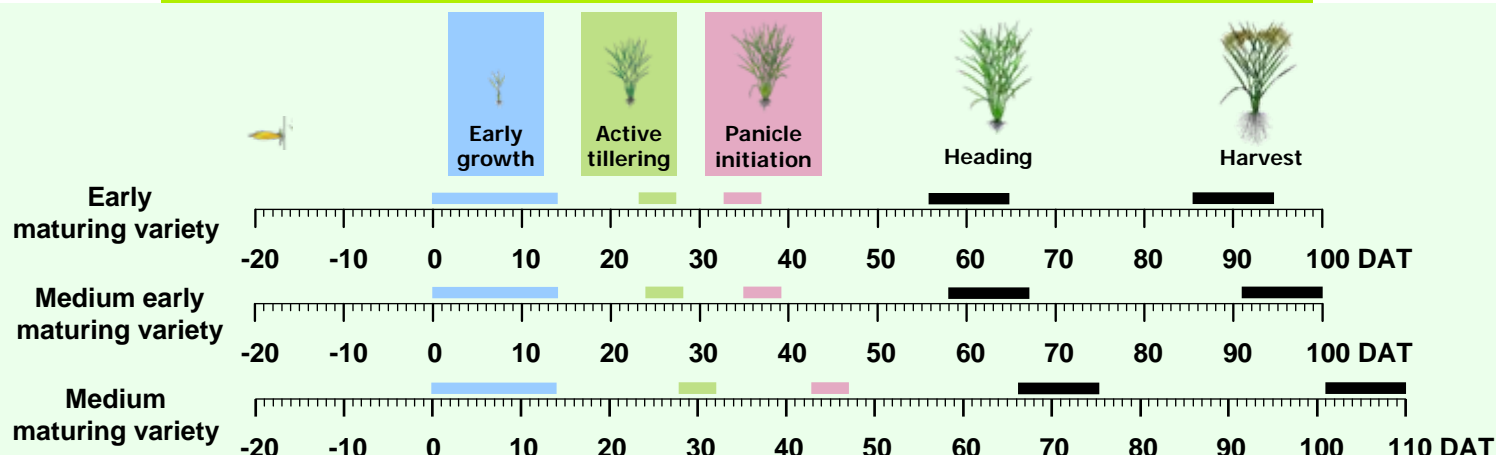 Early
growth
Active
tillering
Panicle
initiation
Heading
Harvest
Early
maturing variety
-20 -10 0 10 20 30 40 50 60 70 80 90 100 DAT
Medium early
maturing variety
-20 -10 0 10 20 30 40 50 60 70 80 90 100 DAT
Medium
maturing variety
-20 -10 0 10 20 30 40 50 60 70 80 90 100 110 DAT